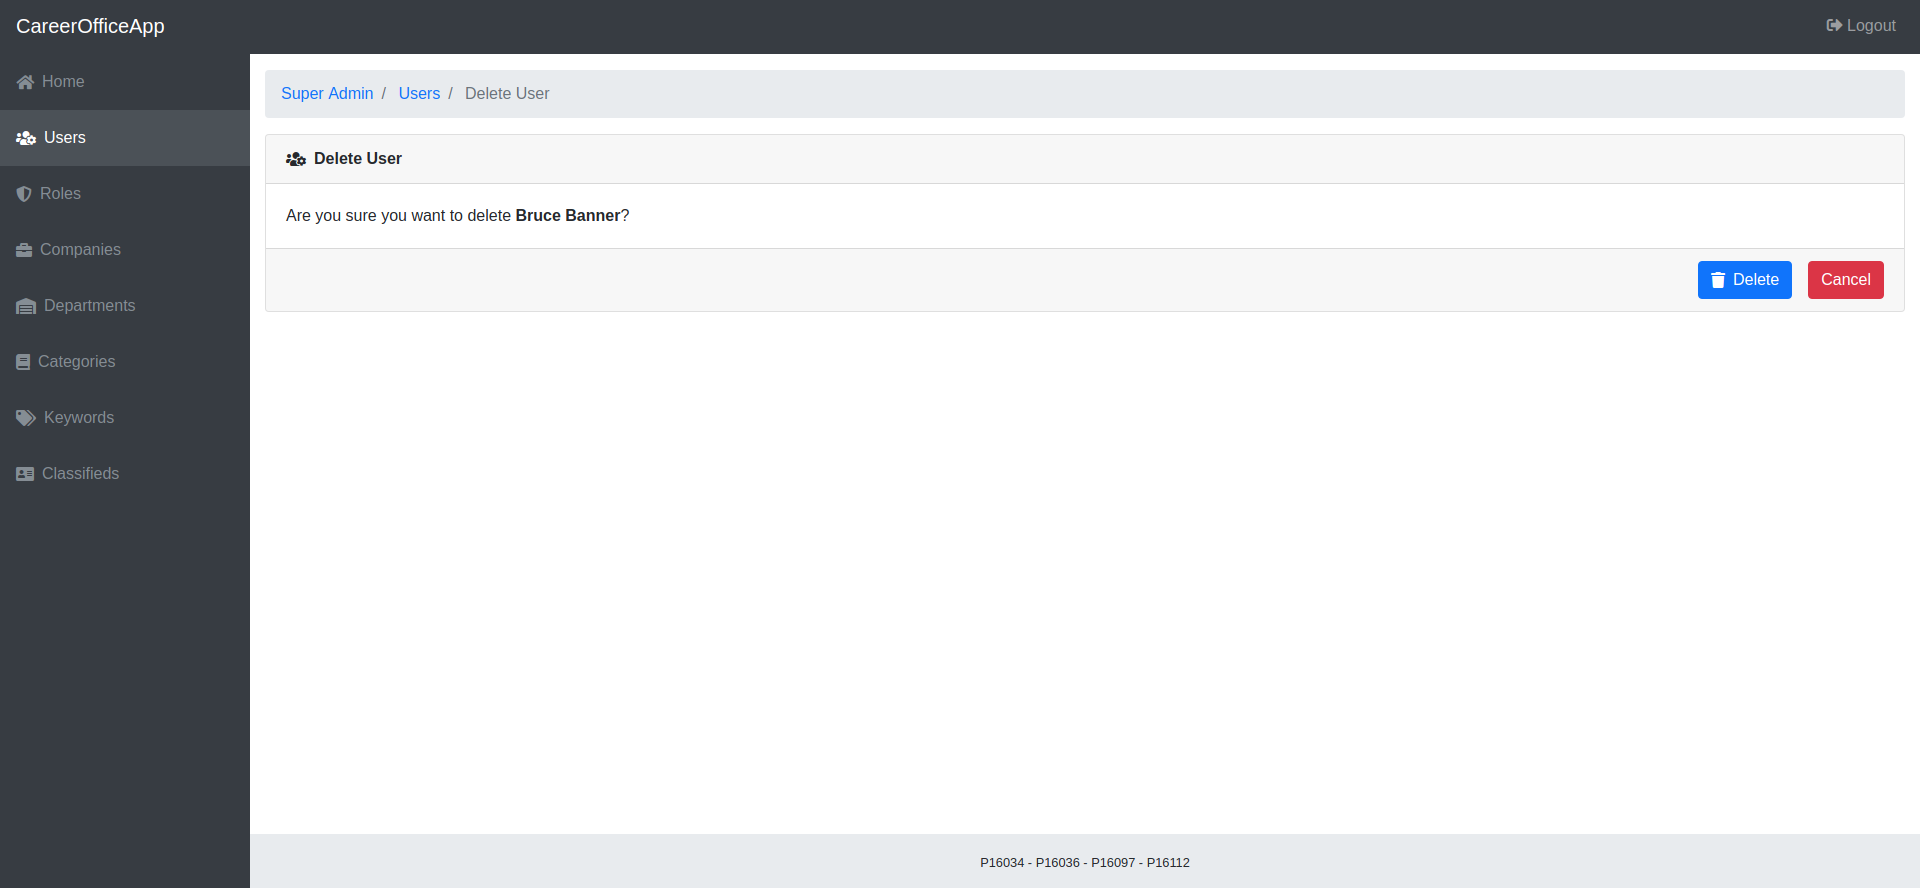 CareerOfficeApp
Logout
Home
Users
Roles
Companies
Departments
Categories
Keywords
Classifieds
Super Admin / Users / Delete User
Delete User
Are you sure you want to delete Bruce Banner?
Delete Cancel
P16034 - P16036 - P16097 - P16112